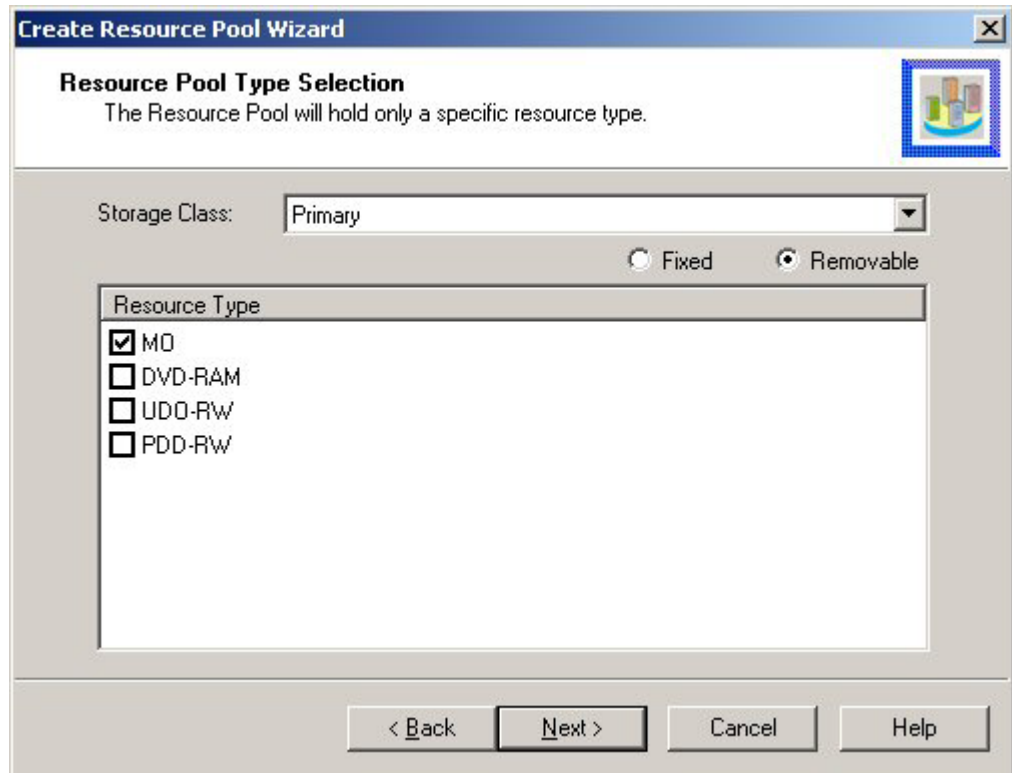 Create Resource Pool Wizard
Resource Pool Type Selection
The Resource Pool will hold only a specific resource type.
Storage Class: Primary
Fixed Removable
Resource Type
MO
DVD-RAM
UDO-RW
PDD-RW
< Back Next > Cancel Help